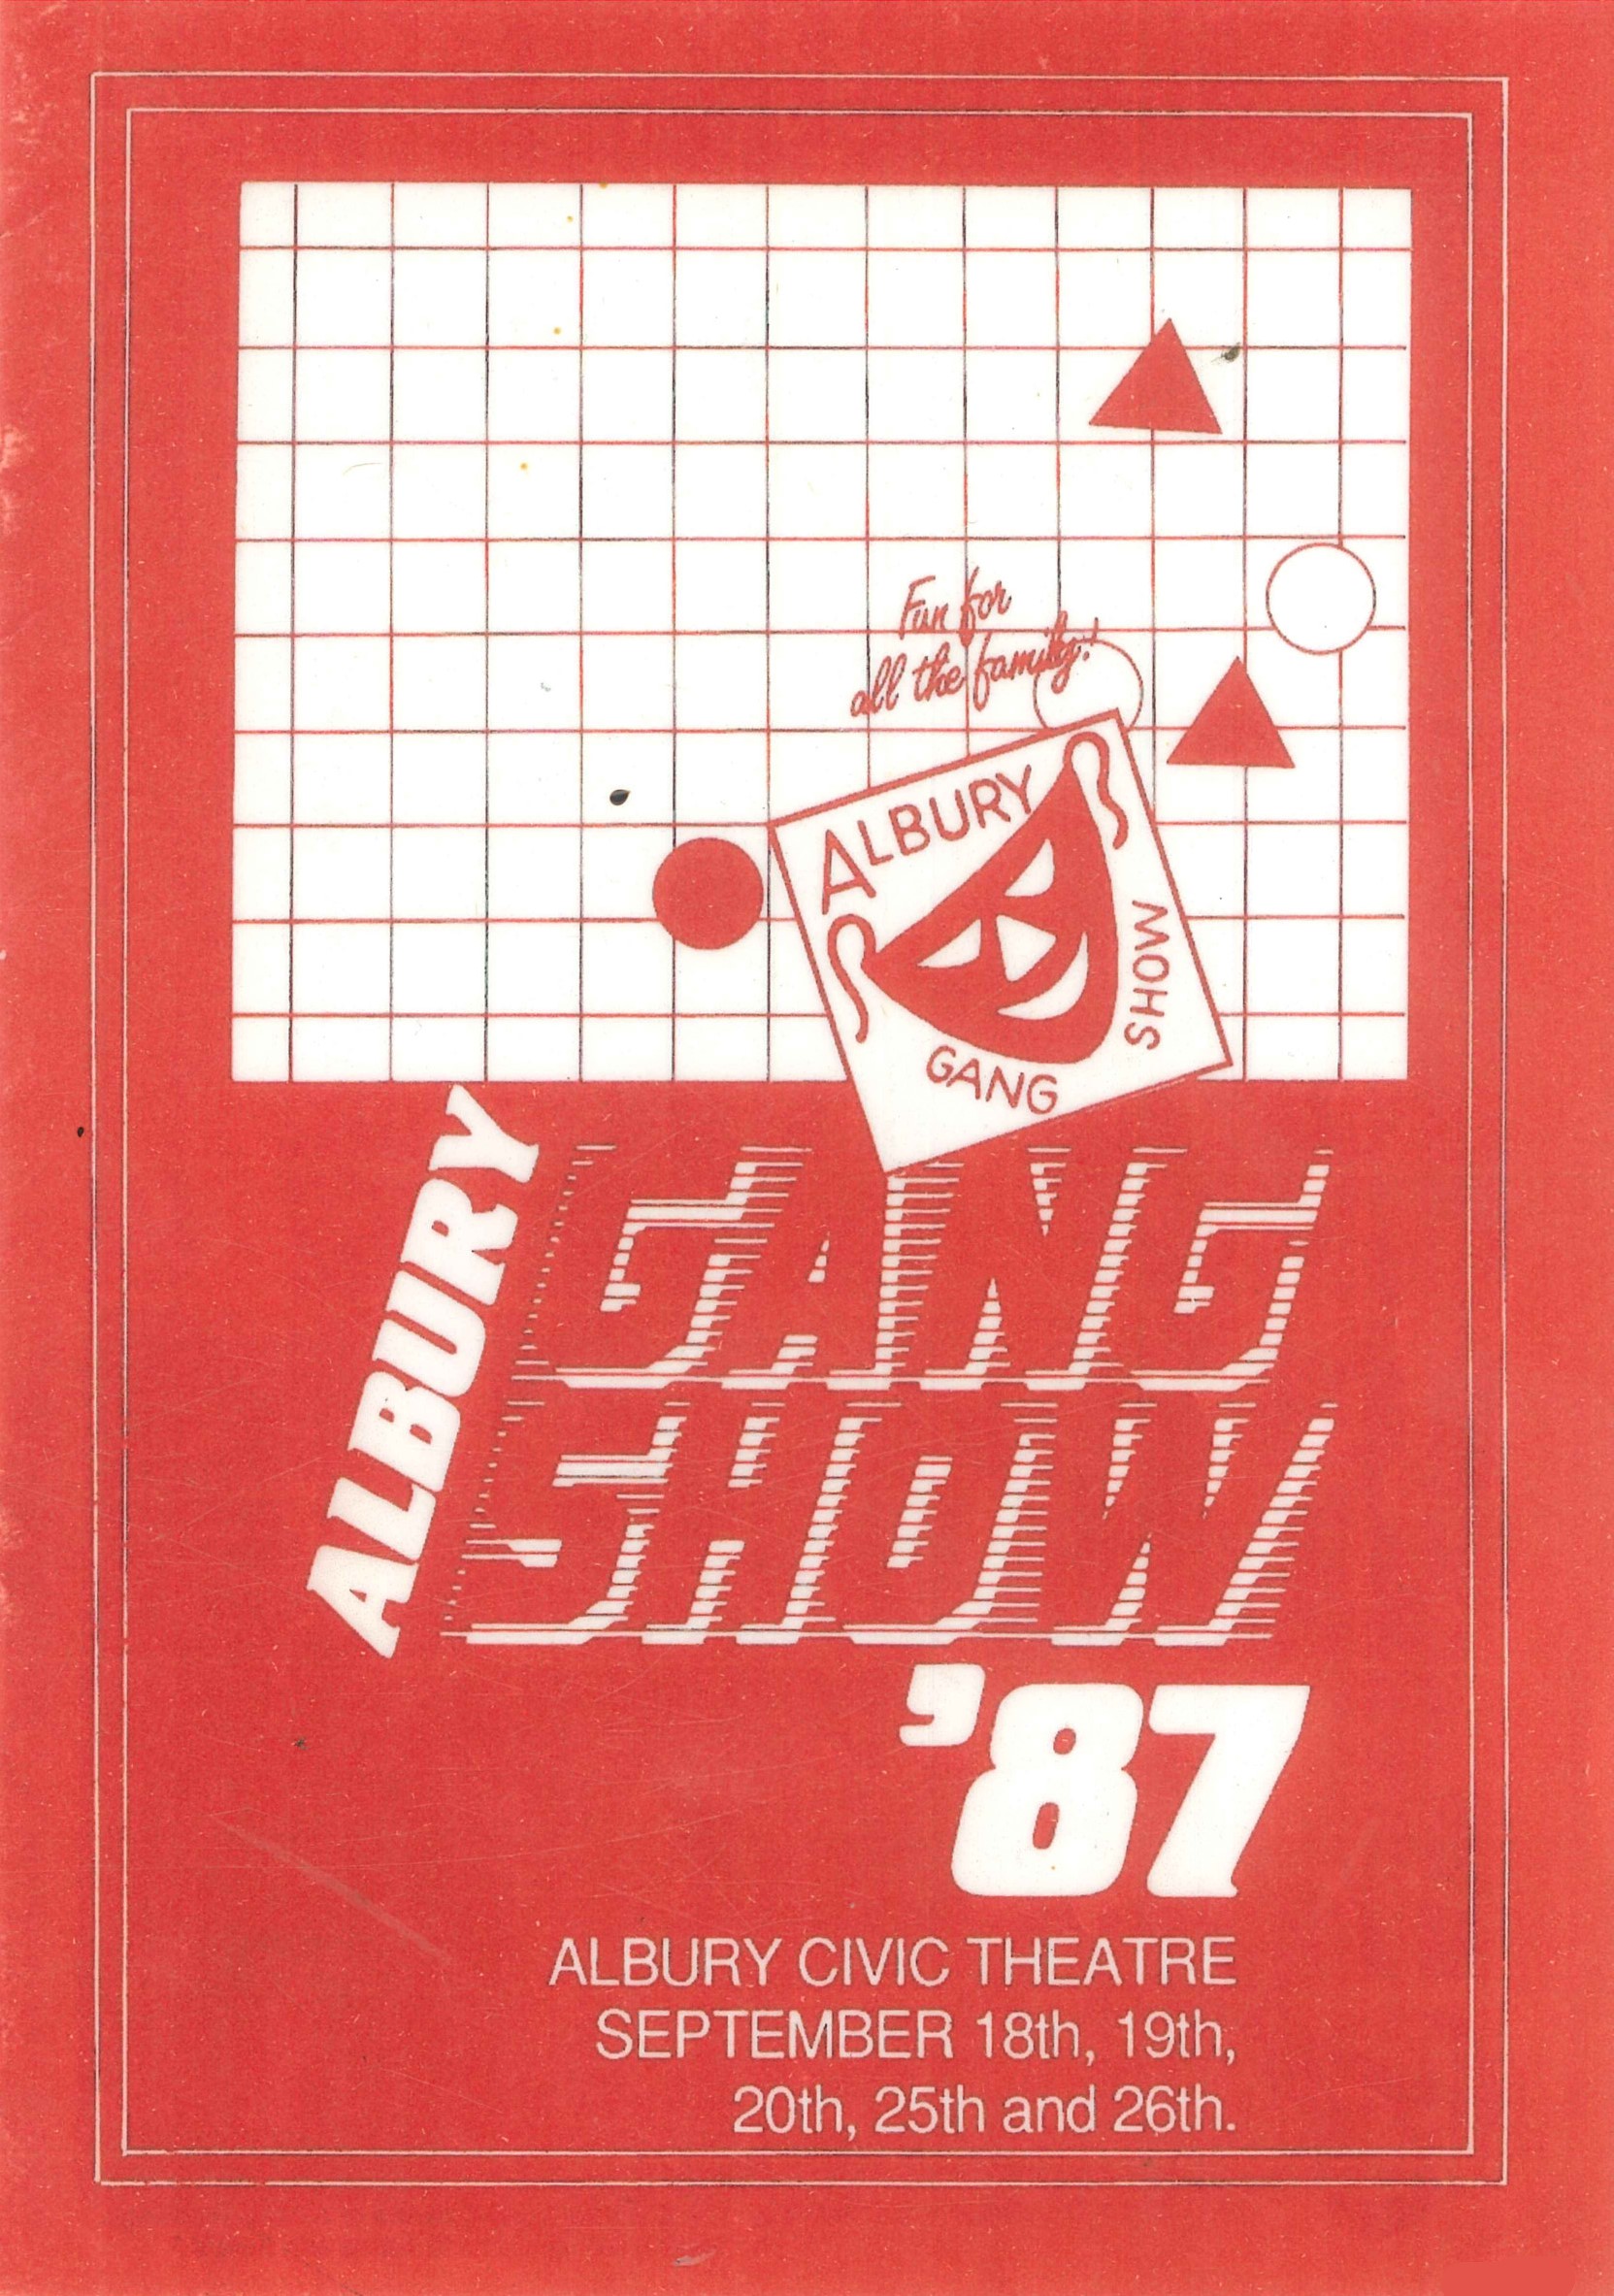 Fun for
all the family!
ALBURY
GANG
SHOW
ALBURY
GANG
SHOW
'87
ALBURY CIVIC THEATRE
SEPTEMBER 18th, 19th,
20th, 25th and 26th.